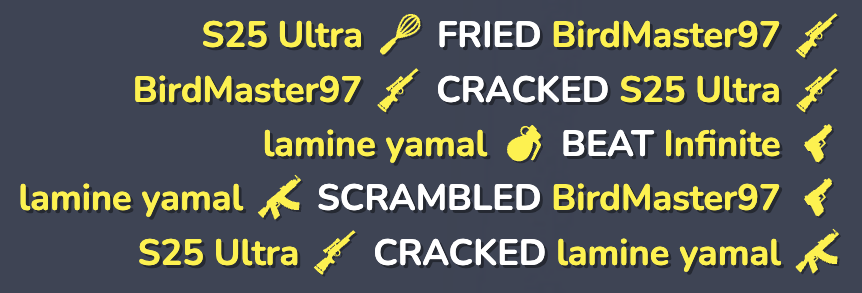 S25 Ultra FRIED BirdMaster97
BirdMaster97 CRACKED S25 Ultra
lamine yamal BEAT Infinite
lamine yamal SCRAMBLED BirdMaster97
S25 Ultra CRACKED lamine yamal